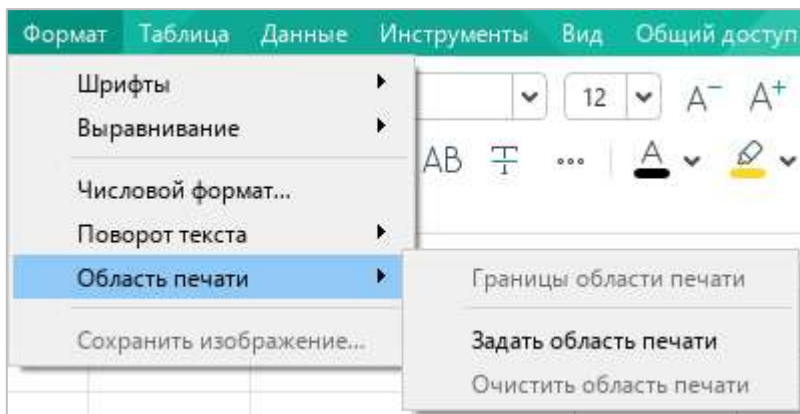 Формат Таблица Данные Инструменты Вид Общий доступ
Шрифты
12 A⁻ A⁺
Выравнивание
АВ Т ... А
Числовой формат...
Поворот текста
Область печати
Границы области печати
Сохранить изображение...
Задать область печати
Очистить область печати